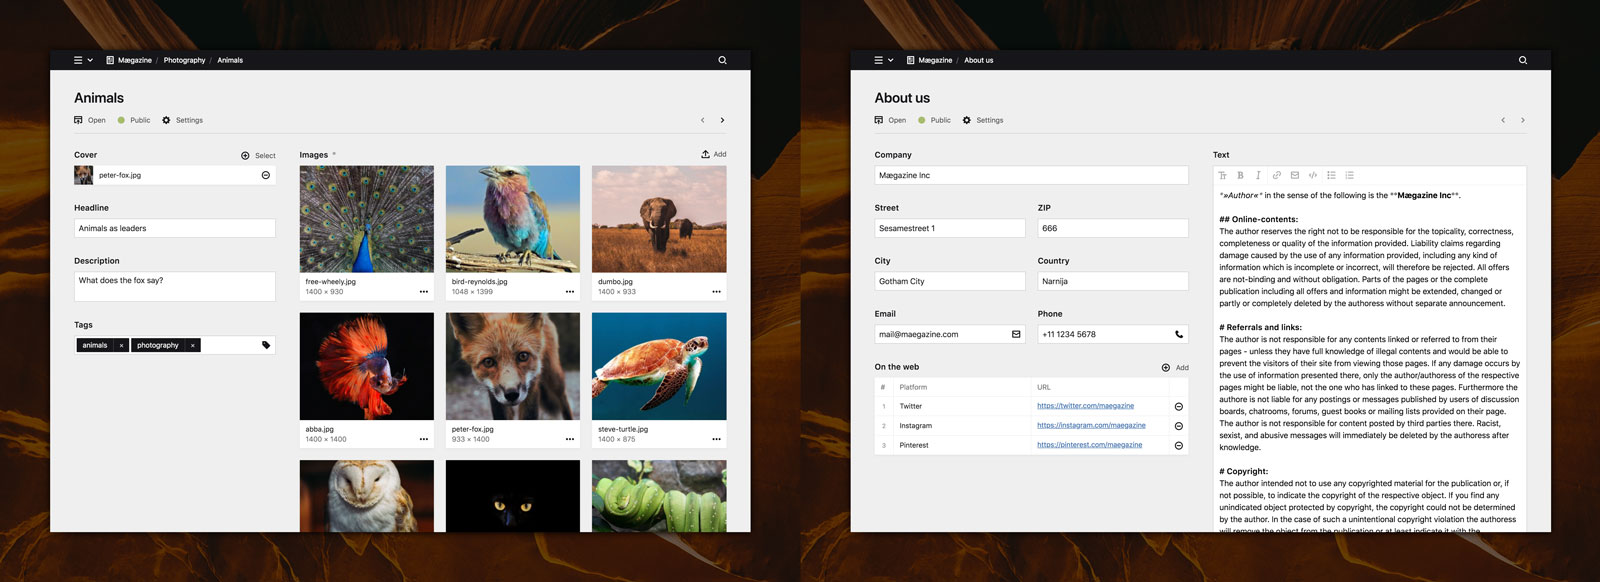 Mægazine / Photography / Animals
Animals
Open Public Settings
Cover Select
peter-fox.jpg
Headline
Animals as leaders
Description
What does the fox say?
Tags
animals × photography ×
Images * Add
free-wheely.jpg
1400 × 930
bird-reynolds.jpg
1048 × 1399
dumbo.jpg
1400 × 933
abba.jpg
1400 × 1400
peter-fox.jpg
933 × 1400
steve-turtle.jpg
1400 × 875
Mægazine / About us
About us
Open Public Settings
Company
Mægazine Inc
Street ZIP
Sesamestreet 1 666
City Country
Gotham City Narnija
Email Phone
mail@maegazine.com +11 1234 5678
On the web Add
# Platform URL
1 Twitter https://twitter.com/maegazine
2 Instagram https://instagram.com/maegazine
3 Pinterest https://pinterest.com/maegazine
Text
*»Author«* in the sense of the following is the **Mægazine Inc**.
## Online-contents:
The author reserves the right not to be responsible for the topicality, correctness,
completeness or quality of the information provided. Liability claims regarding
damage caused by the use of any information provided, including any kind of
information which is incomplete or incorrect, will therefore be rejected. All offers
are not-binding and without obligation. Parts of the pages or the complete
publication including all offers and information might be extended, changed or
partly or completely deleted by the authoress without separate announcement.
# Referrals and links:
The author is not responsible for any contents linked or referred to from their
pages - unless they have full knowledge of illegal contents and would be able to
prevent the visitors of their site from viewing those pages. If any damage occurs by
the use of information presented there, only the author/authoress of the respective
pages might be liable, not the one who has linked to these pages. Furthermore the
authore is not liable for any postings or messages published by users of discussion
boards, chatrooms, forums, guest books or mailing lists provided on their page.
The author is not responsible for content posted by third parties there. Racist,
sexist, and abusive messages will immediately be deleted by the authoress after
knowledge.
# Copyright:
The author intended not to use any copyrighted material for the publication or, if
not possible, to indicate the copyright of the respective object. If you find any
unindicated object protected by copyright, the copyright could not be determined
by the author. In the case of such a unintentional copyright violation the authoress
will remove the object from the publication or at least indicate it with the